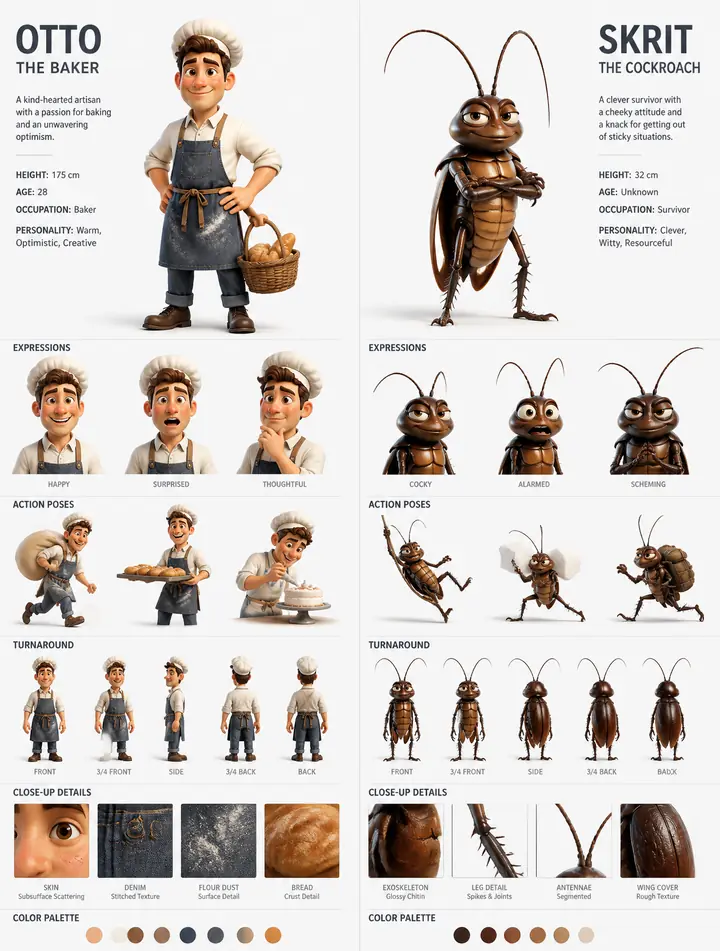 OTTO
THE BAKER
A kind-hearted artisan
with a passion for baking
and an unwavering
optimism.
HEIGHT: 175 cm
AGE: 28
OCCUPATION: Baker
PERSONALITY: Warm,
Optimistic, Creative
EXPRESSIONS
HAPPY
SURPRISED
THOUGHTFUL
ACTION POSES
TURNAROUND
FRONT
3/4 FRONT
SIDE
3/4 BACK
BACK
CLOSE-UP DETAILS
SKIN
Subsufface Scattering
DENIM
Stitched Texture
FLOUR DUST
Surface Detail
BREAD
Crust Detail
COLOR PALETTE
SKRIT
THE COCKROACH
A clever survivor with
a cheeky attitude and
a knack for getting out
of sticky situations.
HEIGHT: 32 cm
AGE: Unknown
OCCUPATION: Survivor
PERSONALITY: Clever,
Witty, Resourceful
EXPRESSIONS
COCKY
ALARMED
SCHEMING
ACTION POSES
TURNAROUND
FRONT
3/4 FRONT
SIDE
3/4 BACK
CLOSE-UP DETAILS
EXOSKELETON
Glossy Chitin
LEG DETAIL
Spikes & Joints
ANTENNAE
Segmented
WING COVER
Rough Texture
COLOR PALETTE